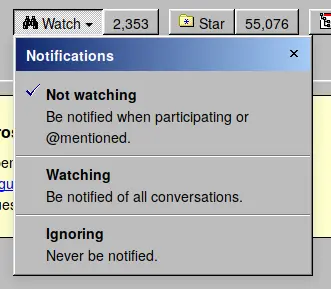 Watch 2,353 Star 55,076
Notifications
Not watching
Be notified when participating or
@mentioned.
Watching
Be notified of all conversations.
Ignoring
Never be notified.